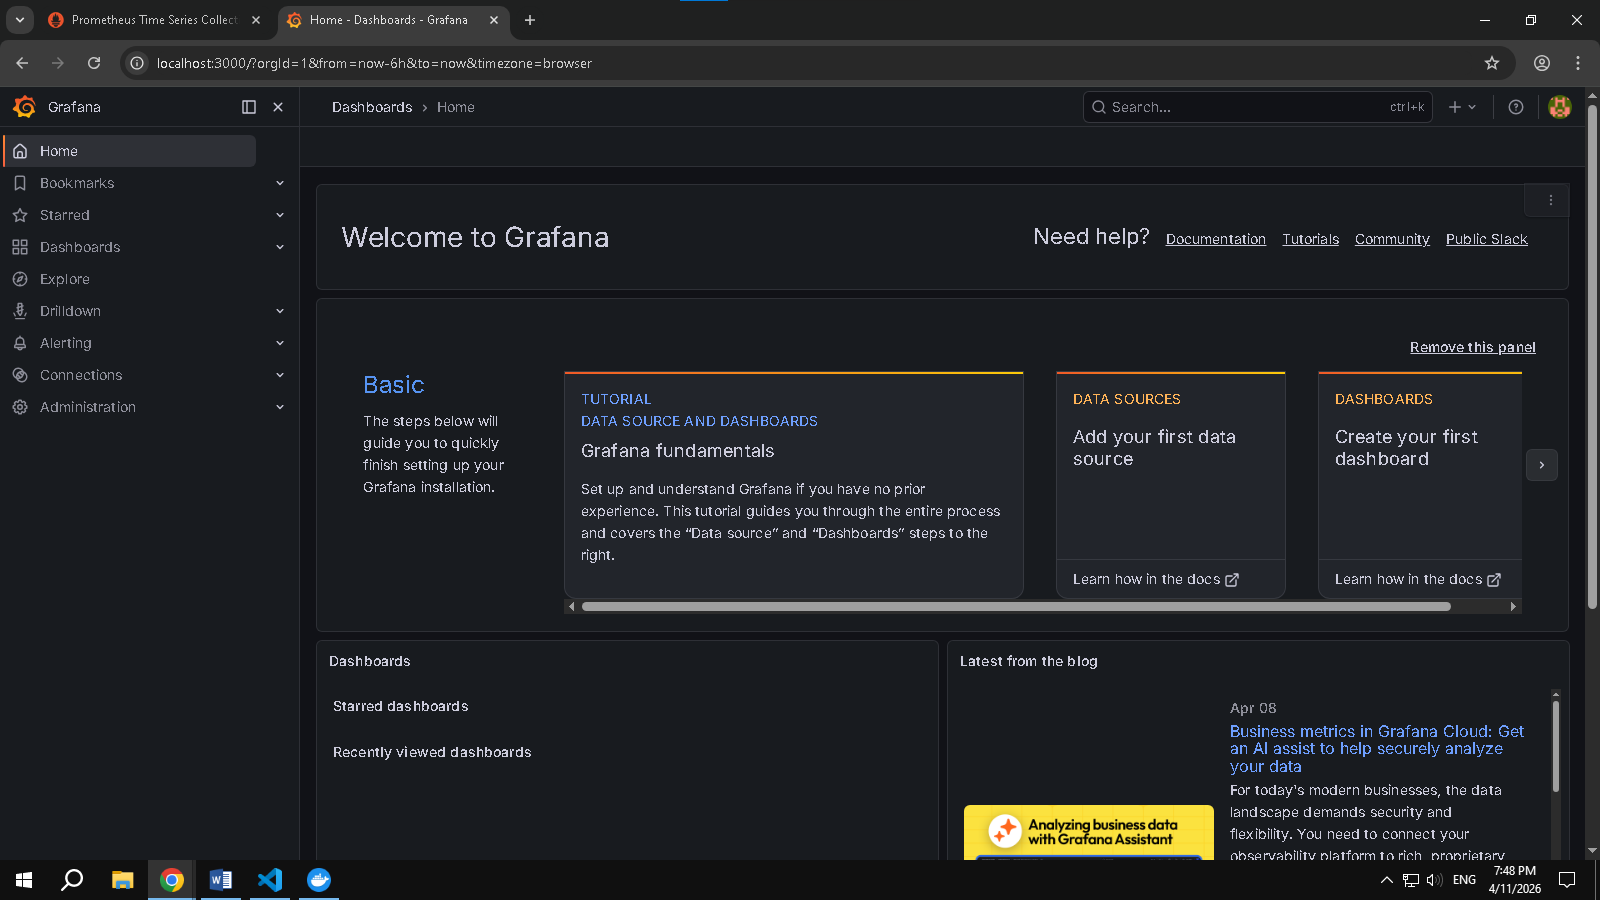 Prometheus Time Series Collect
Home - Dashboards - Grafana
localhost:3000/?orgId=1&from=now-6h&to=now&timezone=browser
Grafana
Dashboards › Home
Search...
ctrl+k
Home
Bookmarks
Starred
Dashboards
Explore
Drilldown
Alerting
Connections
Administration
Welcome to Grafana
Need help?
Documentation
Tutorials
Community
Public Slack
Remove this panel
Basic
The steps below will
guide you to quickly
finish setting up your
Grafana installation.
TUTORIAL
DATA SOURCE AND DASHBOARDS
Grafana fundamentals
Set up and understand Grafana if you have no prior
experience. This tutorial guides you through the entire process
and covers the “Data source” and “Dashboards” steps to the
right.
DATA SOURCES
Add your first data
source
Learn how in the docs
DASHBOARDS
Create your first
dashboard
Learn how in the docs
Dashboards
Starred dashboards
Recently viewed dashboards
Latest from the blog
Analyzing business data
with Grafana Assistant
Apr 08
Business metrics in Grafana Cloud: Get
an AI assist to help securely analyze
your data
For today's modern businesses, the data
landscape demands security and
flexibility. You need to connect your
observability platform to rich, proprietary
ENG
7:48 PM
4/11/2026